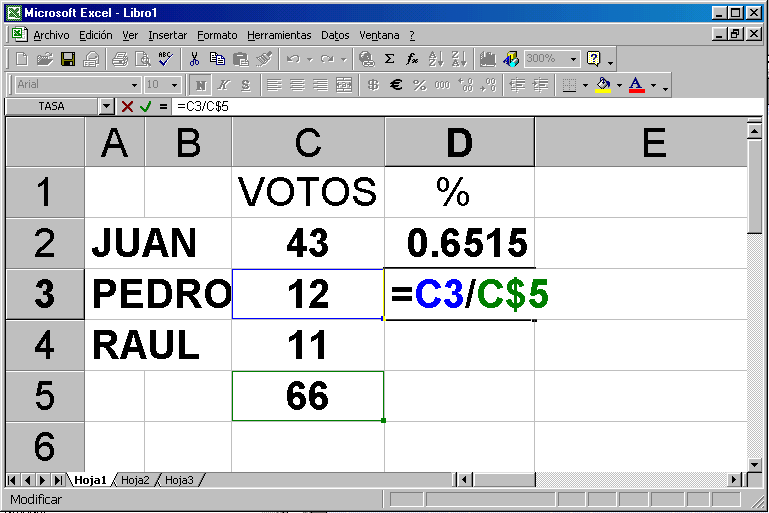 Microsoft Excel - Libro1
Archivo Edición Ver Insertar Formato Herramientas Datos Ventana ?
300%
Arial 10 N K S € % 000
TASA =C3/C$5
A B C D E
1 VOTOS %
2 JUAN 43 0.6515
3 PEDRO 12 =C3/C$5
4 RAUL 11
5 66
6
Hoja1 Hoja2 Hoja3
Modificar